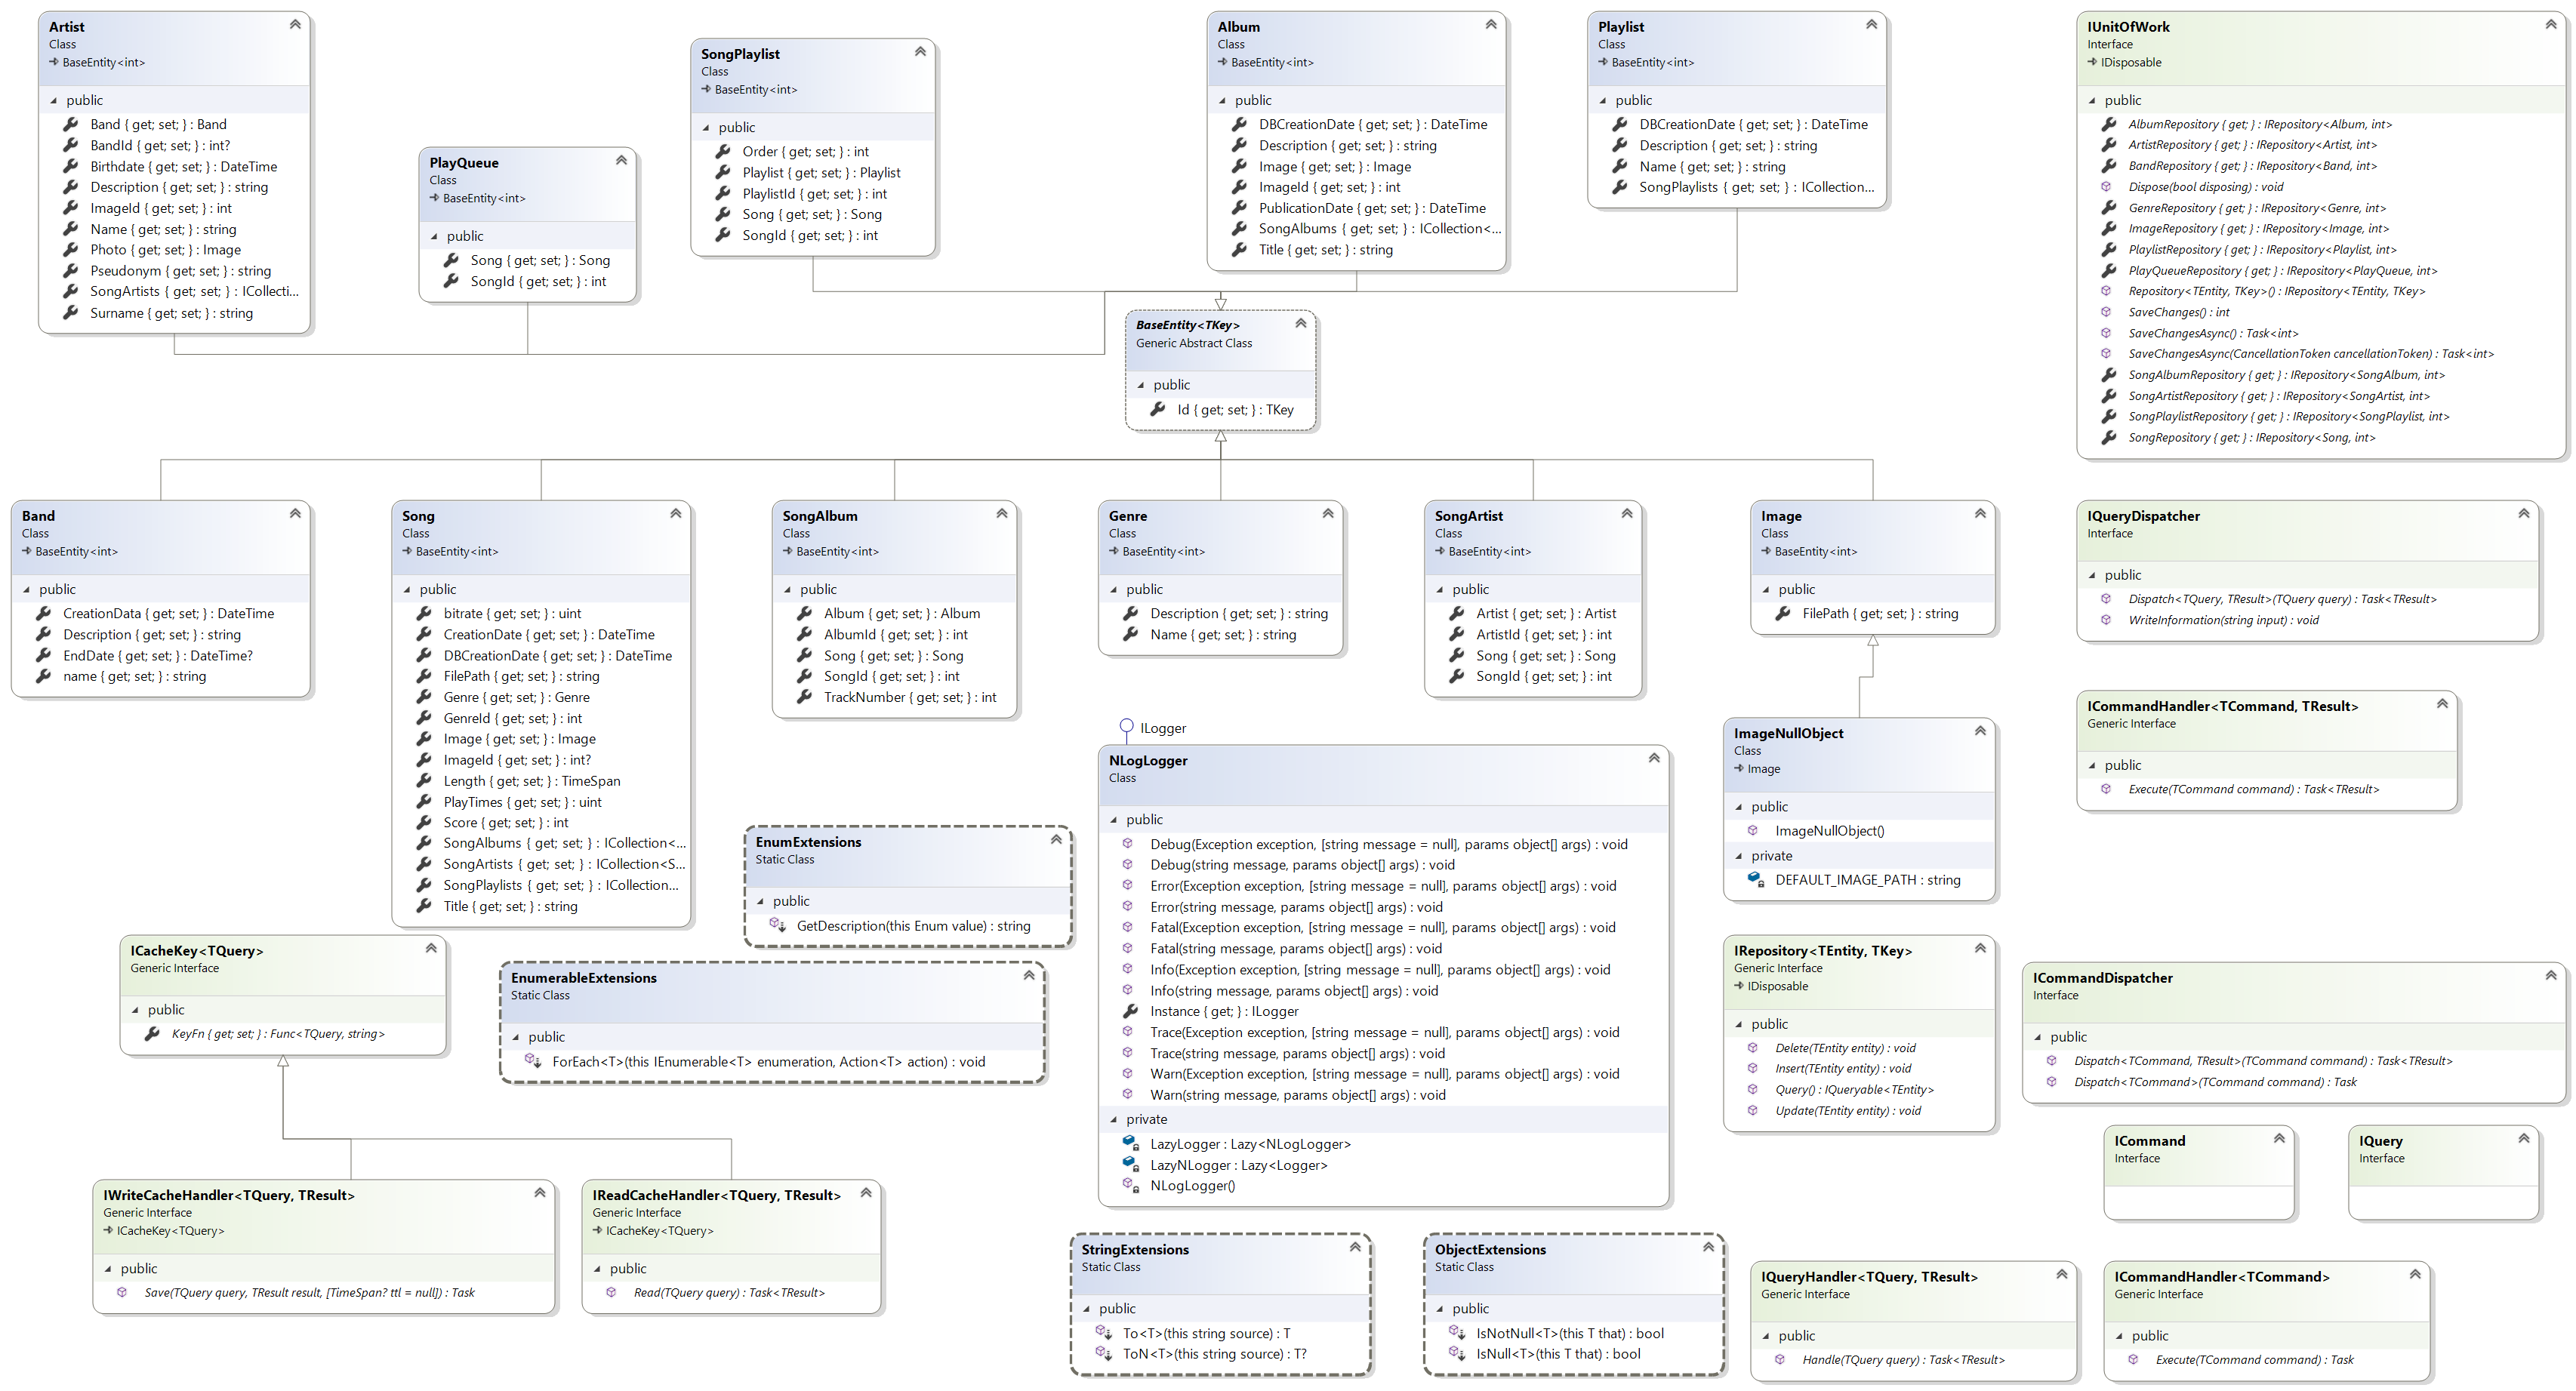 Artist
Class
BaseEntity<int>
public
Band { get; set; } : Band
BandId { get; set; } : int?
Birthdate { get; set; } : DateTime
Description { get; set; } : string
ImageId { get; set; } : int
Name { get; set; } : string
Photo { get; set; } : Image
Pseudonym { get; set; } : string
SongArtists { get; set; } : ICollecti...
Surname { get; set; } : string
PlayQueue
Class
BaseEntity<int>
public
Song { get; set; } : Song
SongId { get; set; } : int
SongPlaylist
Class
BaseEntity<int>
public
Order { get; set; } : int
Playlist { get; set; } : Playlist
PlaylistId { get; set; } : int
Song { get; set; } : Song
SongId { get; set; } : int
Album
Class
BaseEntity<int>
public
DBCreationDate { get; set; } : DateTime
Description { get; set; } : string
Image { get; set; } : Image
ImageId { get; set; } : int
PublicationDate { get; set; } : DateTime
SongAlbums { get; set; } : ICollection<...
Title { get; set; } : string
Playlist
Class
BaseEntity<int>
public
DBCreationDate { get; set; } : DateTime
Description { get; set; } : string
Name { get; set; } : string
SongPlaylists { get; set; } : ICollection...
IUnitOfWork
Interface
IDisposable
public
AlbumRepository { get; } : IRepository<Album, int>
ArtistRepository { get; } : IRepository<Artist, int>
BandRepository { get; } : IRepository<Band, int>
Dispose(bool disposing) : void
GenreRepository { get; } : IRepository<Genre, int>
ImageRepository { get; } : IRepository<Image, int>
PlaylistRepository { get; } : IRepository<Playlist, int>
PlayQueueRepository { get; } : IRepository<PlayQueue, int>
Repository<TEntity, TKey>() : IRepository<TEntity, TKey>
SaveChanges() : int
SaveChangesAsync() : Task<int>
SaveChangesAsync(CancellationToken cancellationToken) : Task<int>
SongAlbumRepository { get; } : IRepository<SongAlbum, int>
SongArtistRepository { get; } : IRepository<SongArtist, int>
SongPlaylistRepository { get; } : IRepository<SongPlaylist, int>
SongRepository { get; } : IRepository<Song, int>
BaseEntity<TKey>
Generic Abstract Class
public
Id { get; set; } : TKey
Band
Class
BaseEntity<int>
public
CreationData { get; set; } : DateTime
Description { get; set; } : string
EndDate { get; set; } : DateTime?
name { get; set; } : string
Song
Class
BaseEntity<int>
public
bitrate { get; set; } : uint
CreationDate { get; set; } : DateTime
DBCreationDate { get; set; } : DateTime
FilePath { get; set; } : string
Genre { get; set; } : Genre
GenreId { get; set; } : int
Image { get; set; } : Image
ImageId { get; set; } : int?
Length { get; set; } : TimeSpan
PlayTimes { get; set; } : uint
Score { get; set; } : int
SongAlbums { get; set; } : ICollection<...
SongArtists { get; set; } : ICollection<S...
SongPlaylists { get; set; } : ICollection...
Title { get; set; } : string
SongAlbum
Class
BaseEntity<int>
public
Album { get; set; } : Album
AlbumId { get; set; } : int
Song { get; set; } : Song
SongId { get; set; } : int
TrackNumber { get; set; } : int
Genre
Class
BaseEntity<int>
public
Description { get; set; } : string
Name { get; set; } : string
SongArtist
Class
BaseEntity<int>
public
Artist { get; set; } : Artist
ArtistId { get; set; } : int
Song { get; set; } : Song
SongId { get; set; } : int
Image
Class
BaseEntity<int>
public
FilePath { get; set; } : string
IQueryDispatcher
Interface
public
Dispatch<TQuery, TResult>(TQuery query) : Task<TResult>
WriteInformation(string input) : void
ICommandHandler<TCommand, TResult>
Generic Interface
public
Execute(TCommand command) : Task<TResult>
ImageNullObject
Class
Image
public
ImageNullObject()
private
DEFAULT_IMAGE_PATH : string
ILogger
NLogLogger
Class
public
Debug(Exception exception, [string message = null], params object[] args) : void
Debug(string message, params object[] args) : void
Error(Exception exception, [string message = null], params object[] args) : void
Error(string message, params object[] args) : void
Fatal(Exception exception, [string message = null], params object[] args) : void
Fatal(string message, params object[] args) : void
Info(Exception exception, [string message = null], params object[] args) : void
Info(string message, params object[] args) : void
Instance { get; } : ILogger
Trace(Exception exception, [string message = null], params object[] args) : void
Trace(string message, params object[] args) : void
Warn(Exception exception, [string message = null], params object[] args) : void
Warn(string message, params object[] args) : void
private
LazyLogger : Lazy<NLogLogger>
LazyNLogger : Lazy<Logger>
NLogLogger()
EnumExtensions
Static Class
public
GetDescription(this Enum value) : string
EnumerableExtensions
Static Class
public
ForEach<T>(this IEnumerable<T> enumeration, Action<T> action) : void
ICacheKey<TQuery>
Generic Interface
public
KeyFn { get; set; } : Func<TQuery, string>
IRepository<TEntity, TKey>
Generic Interface
IDisposable
public
Delete(TEntity entity) : void
Insert(TEntity entity) : void
Query() : IQueryable<TEntity>
Update(TEntity entity) : void
ICommandDispatcher
Interface
public
Dispatch<TCommand, TResult>(TCommand command) : Task<TResult>
Dispatch<TCommand>(TCommand command) : Task
ICommand
Interface
IQuery
Interface
IWriteCacheHandler<TQuery, TResult>
Generic Interface
ICacheKey<TQuery>
public
Save(TQuery query, TResult result, [TimeSpan? ttl = null]) : Task
IReadCacheHandler<TQuery, TResult>
Generic Interface
ICacheKey<TQuery>
public
Read(TQuery query) : Task<TResult>
StringExtensions
Static Class
public
To<T>(this string source) : T
ToN<T>(this string source) : T?
ObjectExtensions
Static Class
public
IsNotNull<T>(this T that) : bool
IsNull<T>(this T that) : bool
IQueryHandler<TQuery, TResult>
Generic Interface
public
Handle(TQuery query) : Task<TResult>
ICommandHandler<TCommand>
Generic Interface
public
Execute(TCommand command) : Task